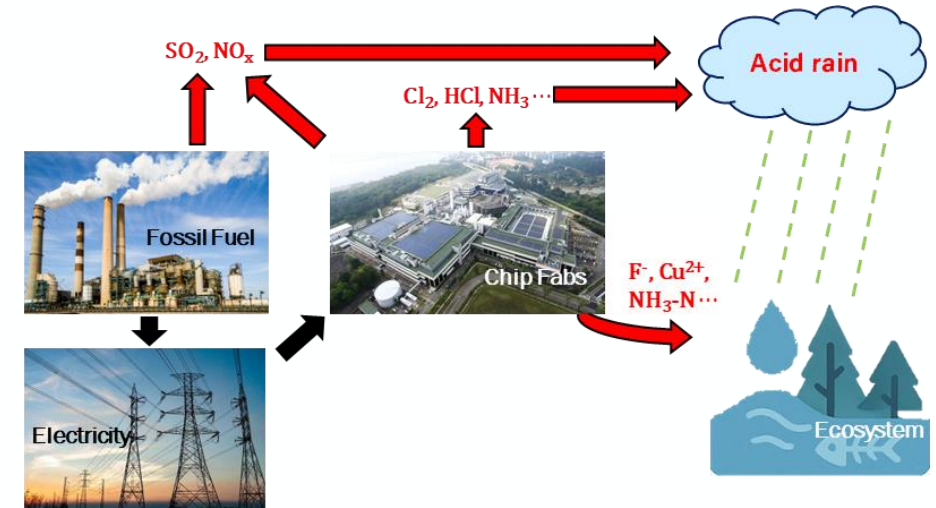 SO₂, NOₓ
Cl₂, HCl, NH₃ ⋯
Acid rain
Fossil Fuel
Chip Fabs
F⁻, Cu²⁺,
NH₃-N ⋯
Electricity
Ecosystem